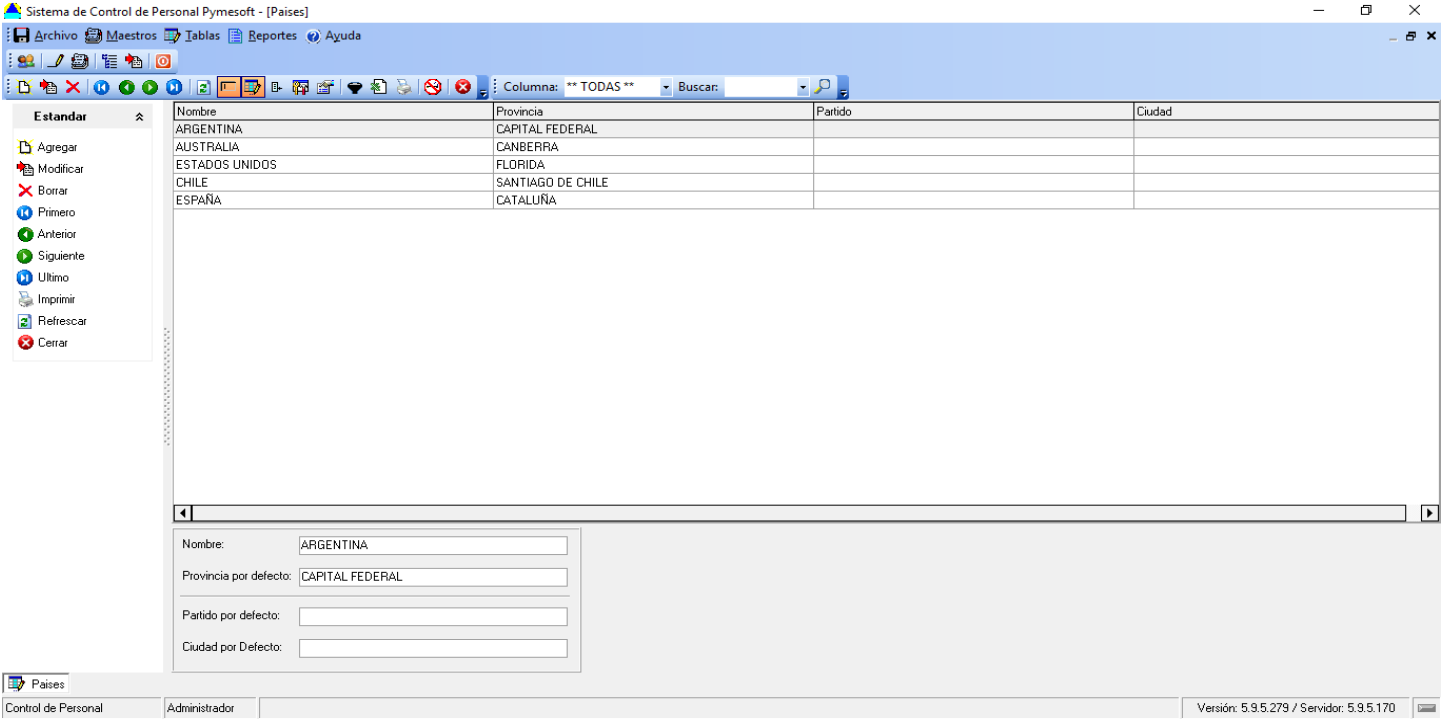 Sistema de Control de Personal Pymesoft - [Paises]
Archivo Maestros Tablas Reportes Ayuda
Columna: ** TODAS ** Buscar:
Estandar
Agregar
Modificar
Borrar
Primero
Anterior
Siguiente
Ultimo
Imprimir
Refrescar
Cerrar
Nombre Provincia Partido Ciudad
ARGENTINA CAPITAL FEDERAL
AUSTRALIA CANBERRA
ESTADOS UNIDOS FLORIDA
CHILE SANTIAGO DE CHILE
ESPAÑA CATALUÑA
Nombre: ARGENTINA
Provincia por defecto: CAPITAL FEDERAL
Partido por defecto:
Ciudad por Defecto:
Paises
Control de Personal Administrador Versión: 5.9.5.279 / Servidor: 5.9.5.170